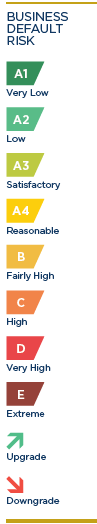 BUSINESS
DEFAULT
RISK
A1
Very Low
A2
Low
A3
Satisfactory
A4
Reasonable
B
Fairly High
C
High
D
Very High
E
Extreme
Upgrade
Downgrade